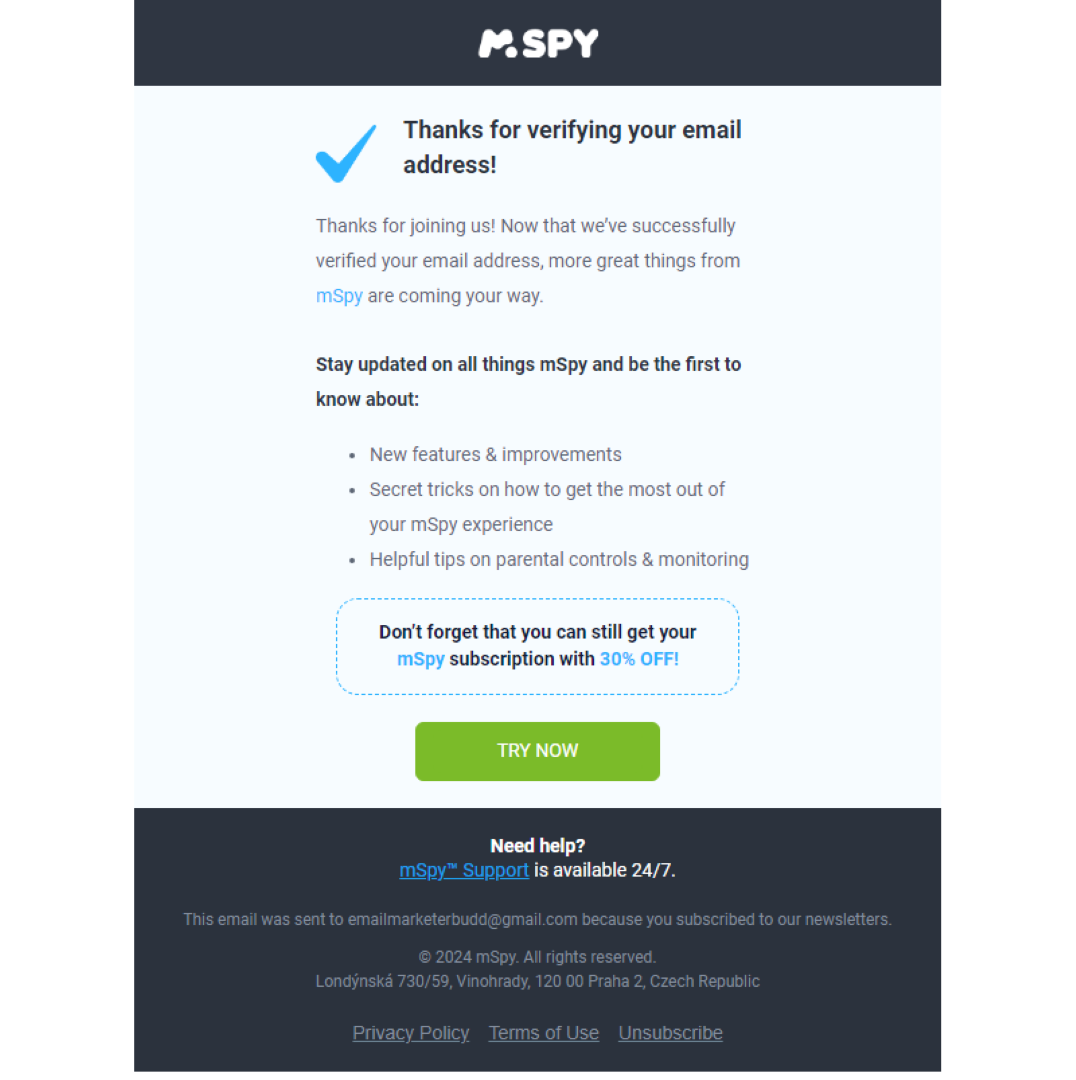 M.SPY
Thanks for verifying your email
address!
Thanks for joining us! Now that we’ve successfully
verified your email address, more great things from
mSpy are coming your way.
Stay updated on all things mSpy and be the first to
know about:
• New features & improvements
• Secret tricks on how to get the most out of
your mSpy experience
• Helpful tips on parental controls & monitoring
Don’t forget that you can still get your
mSpy subscription with 30% OFF!
TRY NOW
Need help?
mSpy™ Support is available 24/7.
This email was sent to emailmarketerbudd@gmail.com because you subscribed to our newsletters.
© 2024 mSpy. All rights reserved.
Londýnská 730/59, Vinohrady, 120 00 Praha 2, Czech Republic
Privacy Policy Terms of Use Unsubscribe